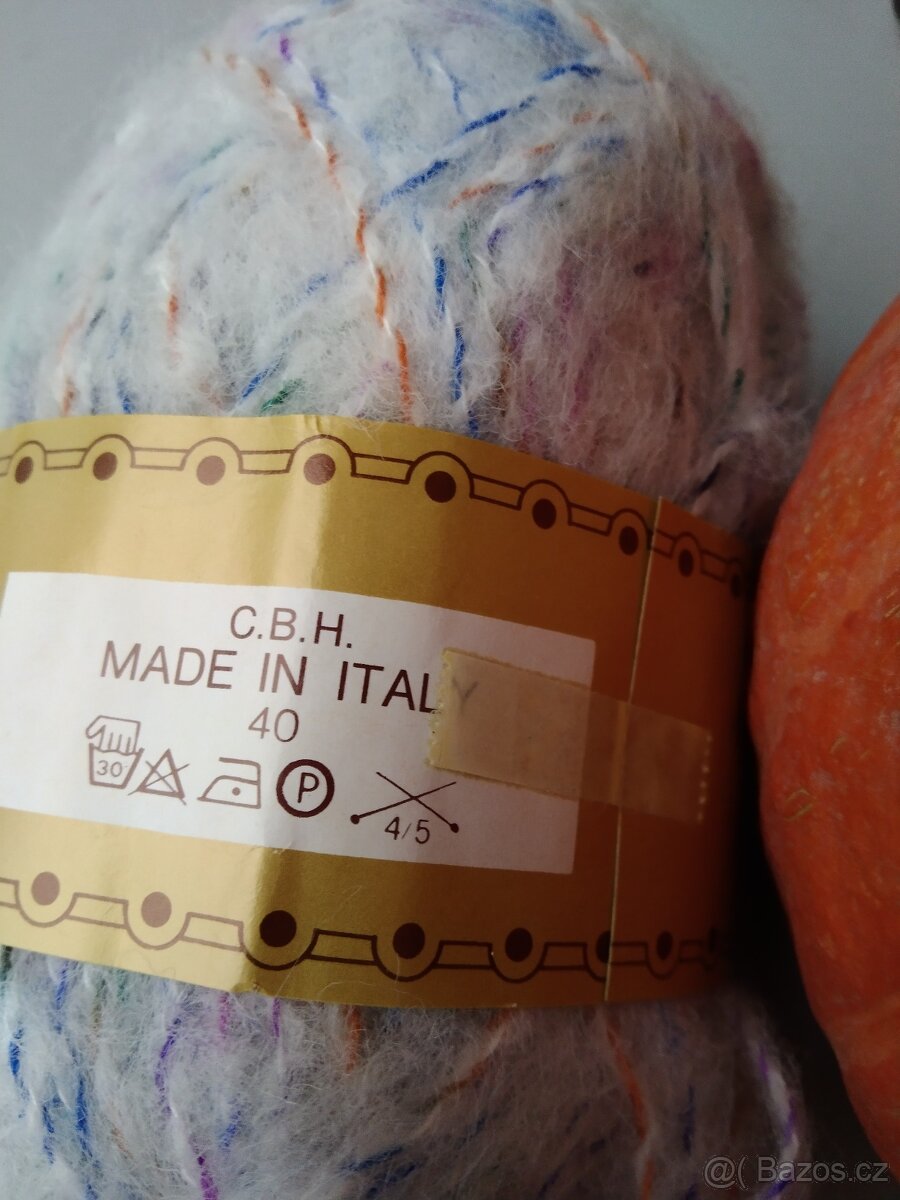 C.B.H.
MADE IN ITALY
40
30°
P
4/5
@( Bazos.cz